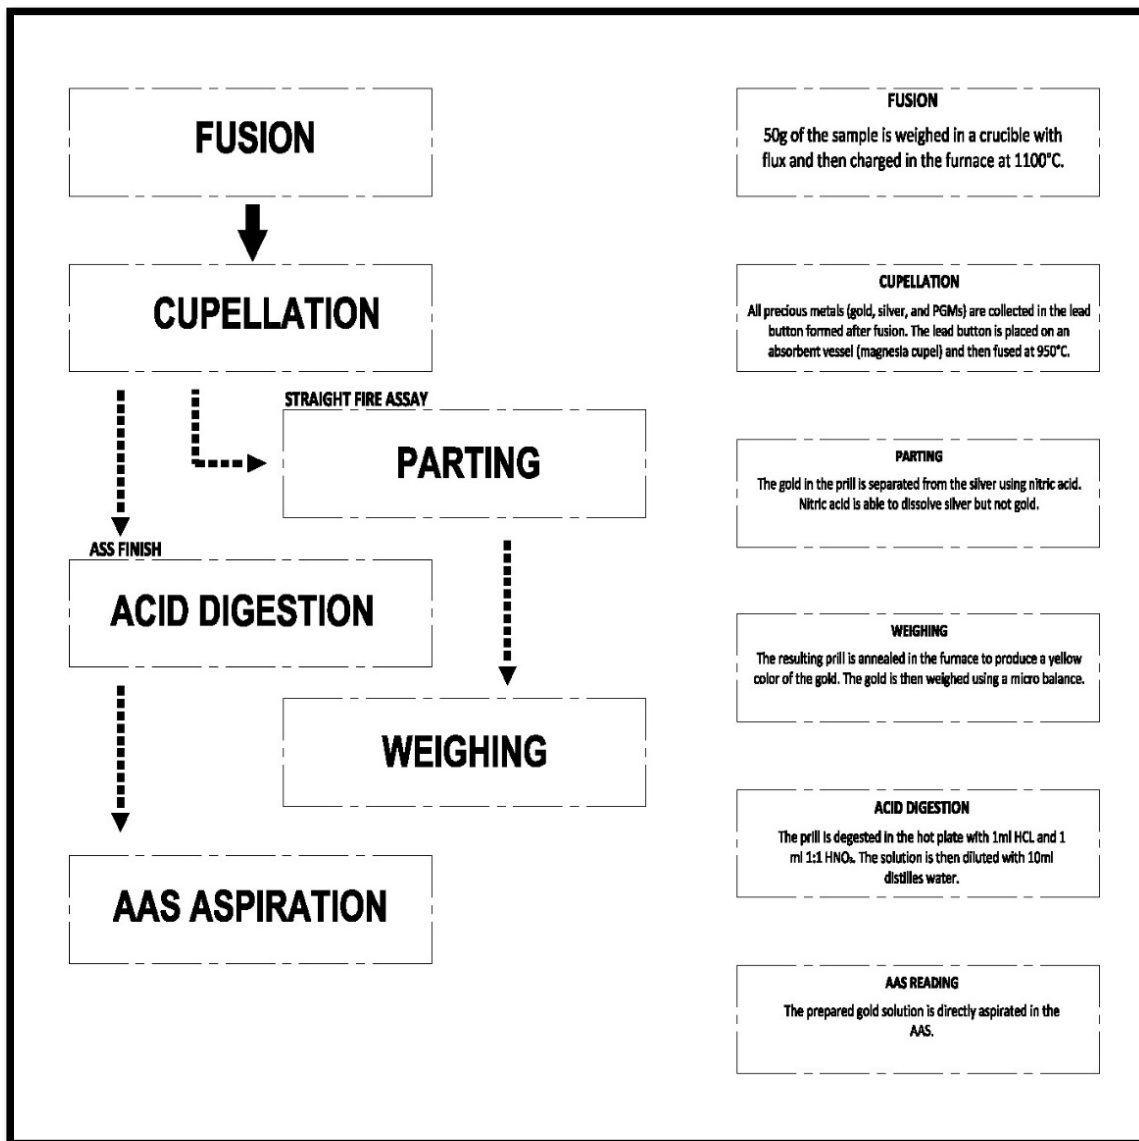 FUSION
CUPELLATION
STRAIGHT FIRE ASSAY
PARTING
ASS FINISH
ACID DIGESTION
WEIGHING
AAS ASPIRATION
FUSION
50g of the sample is weighed in a crucible with
flux and then charged in the furnace at 1100°C.
CUPELLATION
All precious metals (gold, silver, and PGMs) are collected in the lead
button formed after fusion. The lead button is placed on an
absorbent vessel (magnesia cupel) and then fused at 950°C.
PARTING
The gold in the prill is separated from the silver using nitric acid.
Nitric acid is able to dissolve silver but not gold.
WEIGHING
The resulting prill is annealed in the furnace to produce a yellow
color of the gold. The gold is then weighed using a micro balance.
ACID DIGESTION
The prill is degested in the hot plate with 1ml HCL and 1
ml 1:1 HNO₃. The solution is then diluted with 10ml
distilles water.
AAS READING
The prepared gold solution is directly aspirated in the
AAS.